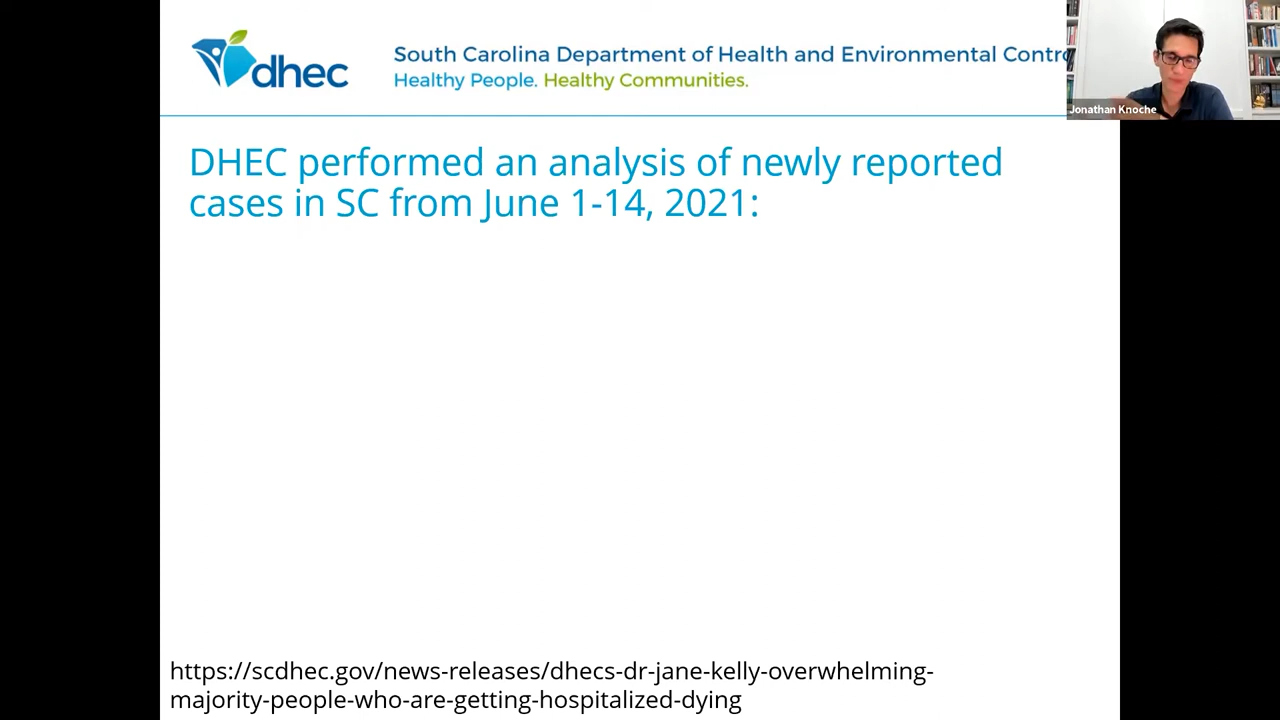 dhec
South Carolina Department of Health and Environmental Contro
Healthy People. Healthy Communities.
Jonathan Knoche
DHEC performed an analysis of newly reported
cases in SC from June 1-14, 2021:
https://scdhec.gov/news-releases/dhecs-dr-jane-kelly-overwhelming-
majority-people-who-are-getting-hospitalized-dying